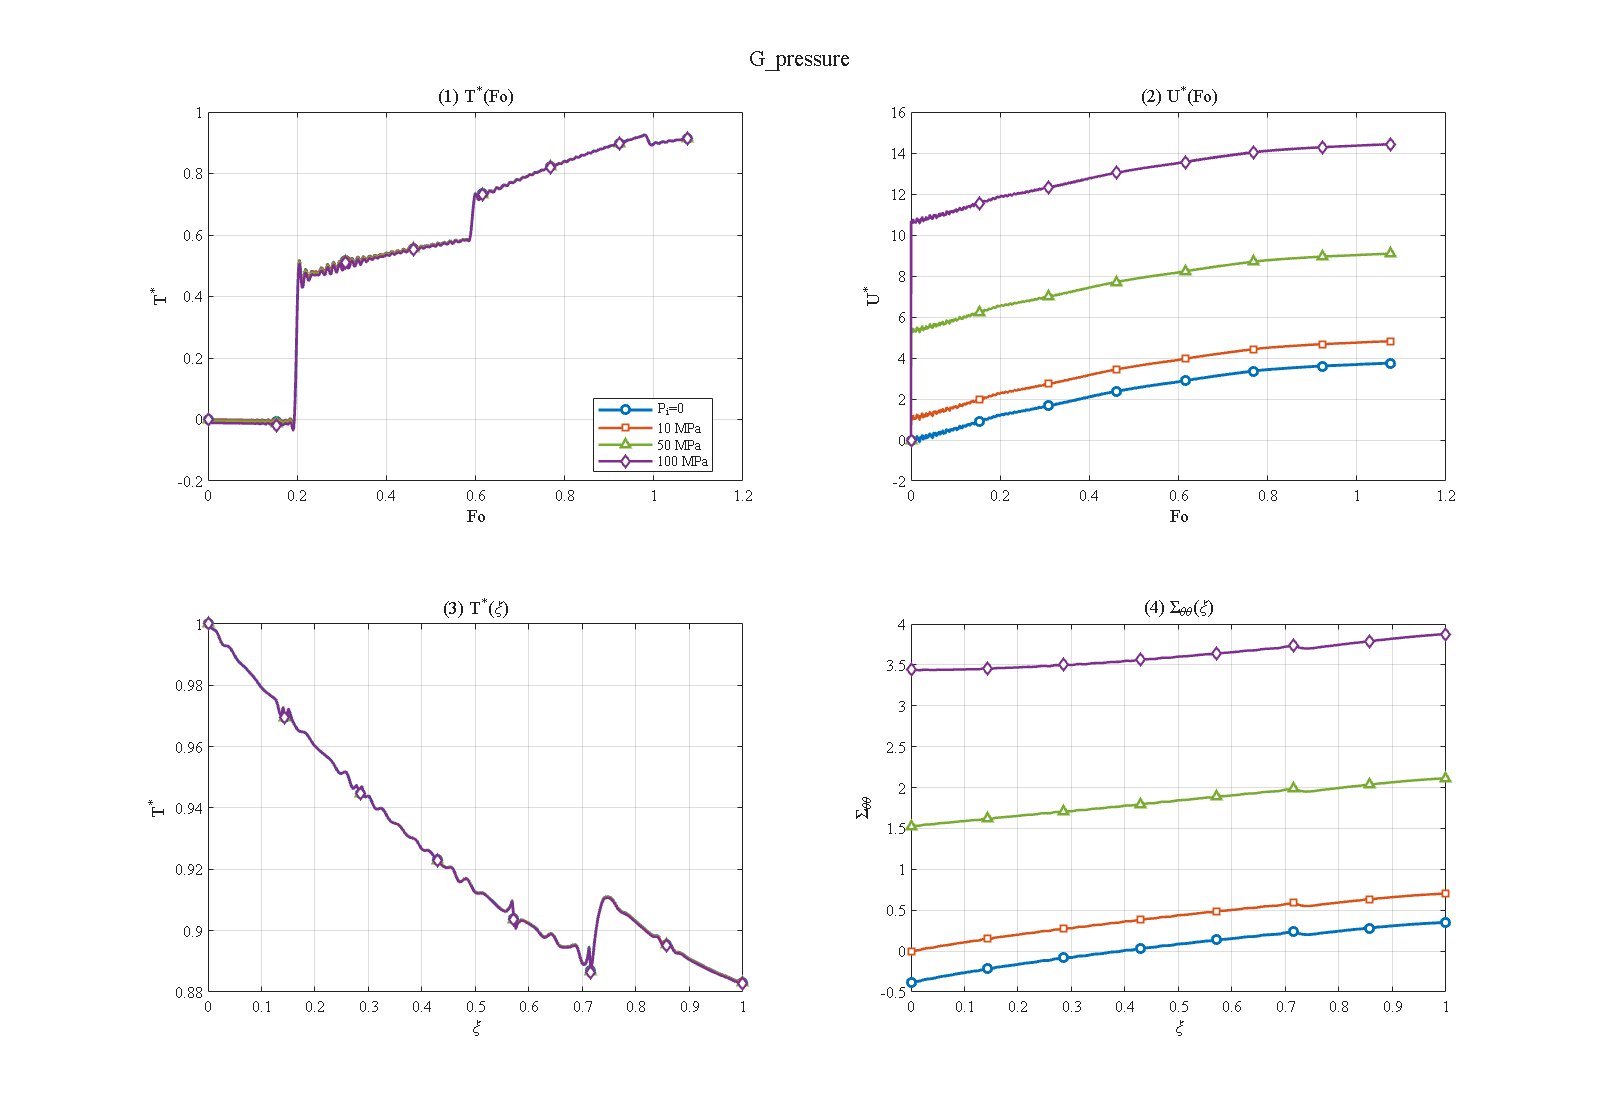 G_pressure
(1) T*(Fo)
1
0.8
0.6
0.4
0.2
0
-0.2
T*
0 0.2 0.4 0.6 0.8 1 1.2
Fo
Pi=0
10 MPa
50 MPa
100 MPa
(2) U*(Fo)
16
14
12
10
8
6
4
2
0
-2
U*
0 0.2 0.4 0.6 0.8 1 1.2
Fo
(3) T*(ξ)
1
0.98
0.96
0.94
0.92
0.9
0.88
T*
0 0.1 0.2 0.3 0.4 0.5 0.6 0.7 0.8 0.9 1
ξ
(4) Σθθ(ξ)
4
3.5
3
2.5
2
1.5
1
0.5
0
-0.5
Σθθ
0 0.1 0.2 0.3 0.4 0.5 0.6 0.7 0.8 0.9 1
ξ